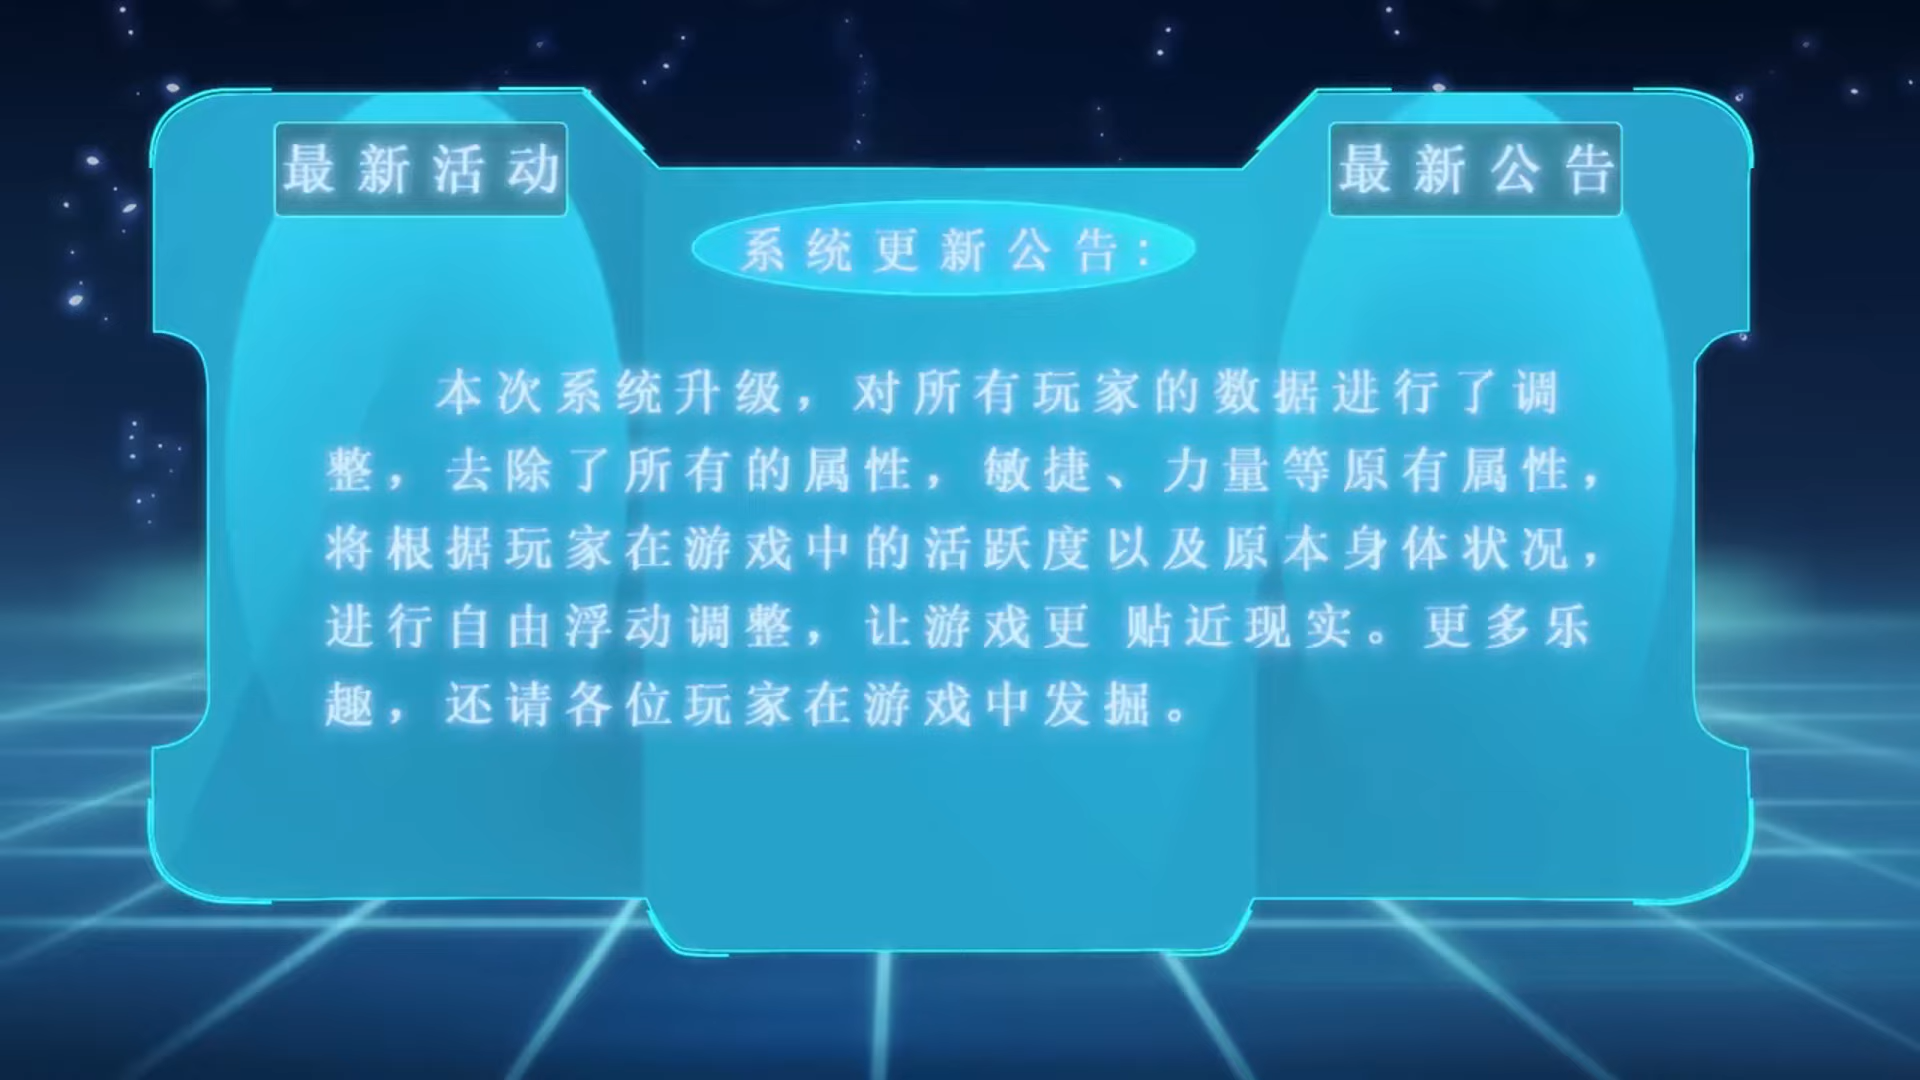 最新活动
最新公告
系统更新公告：
本次系统升级，对所有玩家的数据进行了调
整，去除了所有的属性，敏捷、力量等原有属性，
将根据玩家在游戏中的活跃度以及原本身体状况，
进行自由浮动调整，让游戏更 贴近现实。更多乐
趣，还请各位玩家在游戏中发掘。